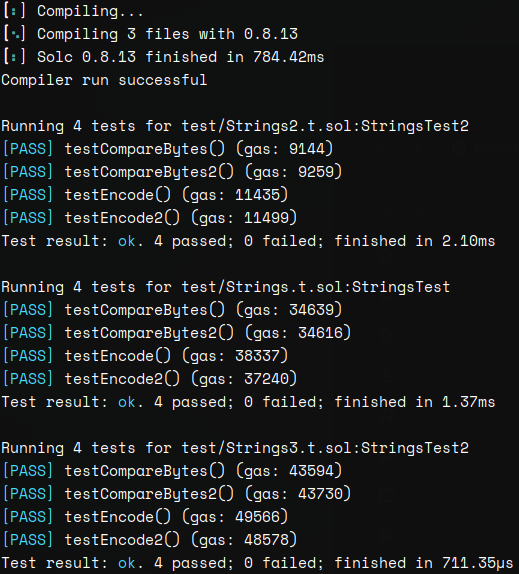 [⠆] Compiling...
[⠢] Compiling 3 files with 0.8.13
[⠆] Solc 0.8.13 finished in 784.42ms
Compiler run successful

Running 4 tests for test/Strings2.t.sol:StringsTest2
[PASS] testCompareBytes() (gas: 9144)
[PASS] testCompareBytes2() (gas: 9259)
[PASS] testEncode() (gas: 11435)
[PASS] testEncode2() (gas: 11499)
Test result: ok. 4 passed; 0 failed; finished in 2.10ms

Running 4 tests for test/Strings.t.sol:StringsTest
[PASS] testCompareBytes() (gas: 34639)
[PASS] testCompareBytes2() (gas: 34616)
[PASS] testEncode() (gas: 38337)
[PASS] testEncode2() (gas: 37240)
Test result: ok. 4 passed; 0 failed; finished in 1.37ms

Running 4 tests for test/Strings3.t.sol:StringsTest2
[PASS] testCompareBytes() (gas: 43594)
[PASS] testCompareBytes2() (gas: 43730)
[PASS] testEncode() (gas: 49566)
[PASS] testEncode2() (gas: 48578)
Test result: ok. 4 passed; 0 failed; finished in 711.35µs